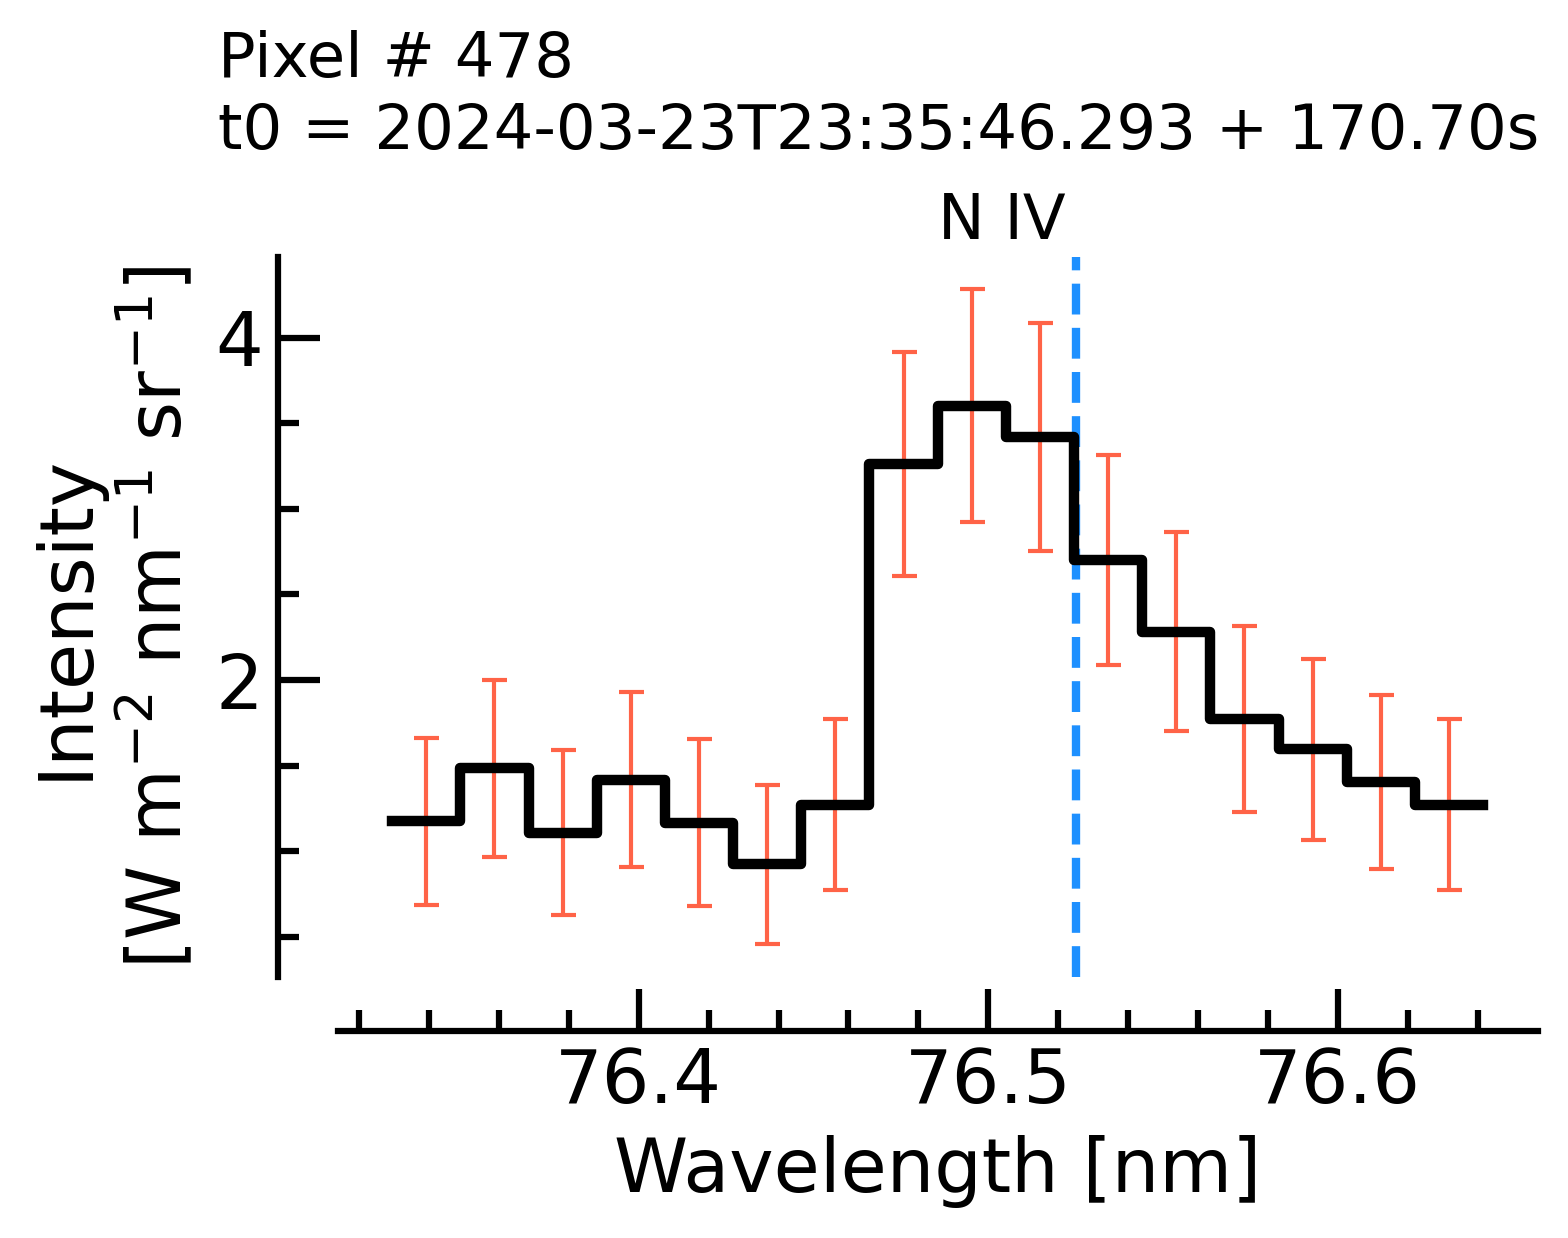 Pixel # 478
t0 = 2024-03-23T23:35:46.293 + 170.70s
N IV
Intensity
[W m⁻² nm⁻¹ sr⁻¹]
4
2
76.4 76.5 76.6
Wavelength [nm]